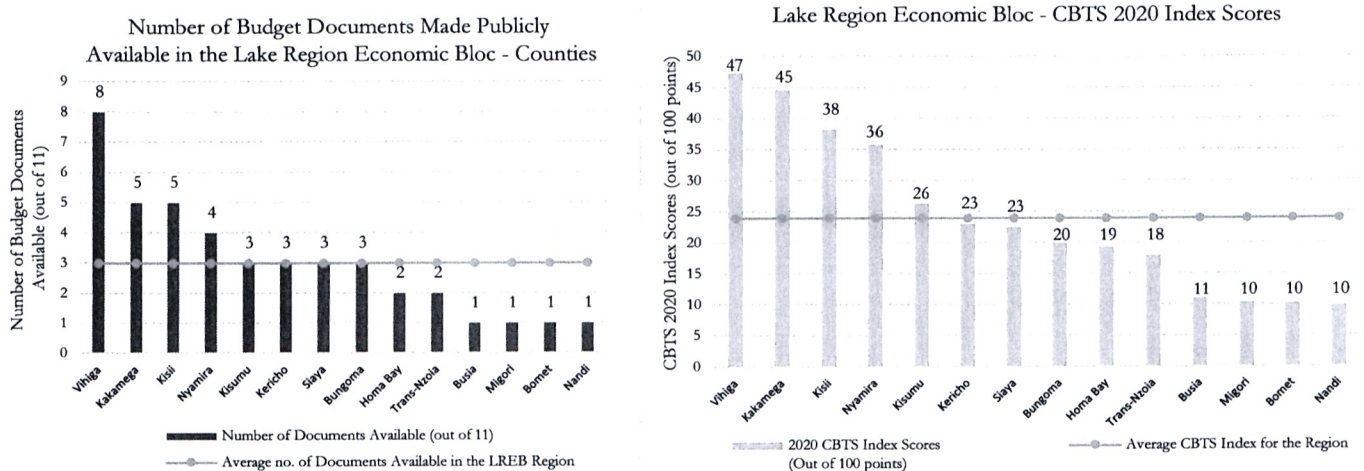 Number of Budget Documents Made Publicly
Available in the Lake Region Economic Bloc - Counties
Number of Budget Documents
Available (out of 11)
9
8
7
6
5
4
3
2
1
0
8
5
5
4
3
3
3
3
2
2
1
1
1
1
Vihiga
Kakamega
Kisii
Nyamira
Kisumu
Kericho
Siaya
Bungoma
Homa Bay
Trans-Nzoia
Busia
Migori
Bomet
Nandi
Number of Documents Available (out of 11)
Average no. of Documents Available in the LREB Region
Lake Region Economic Bloc - CBTS 2020 Index Scores
CBTS 2020 Index Scores (out of 100 points)
50
45
40
35
30
25
20
15
10
5
0
47
45
38
36
26
23
23
20
19
18
11
10
10
10
Vihiga
Kakamega
Kisii
Nyamira
Kisumu
Kericho
Siaya
Bungoma
Homa Bay
Trans-Nzoia
Busia
Migori
Bomet
Nandi
2020 CBTS Index Scores
(Out of 100 points)
Average CBTS Index for the Region